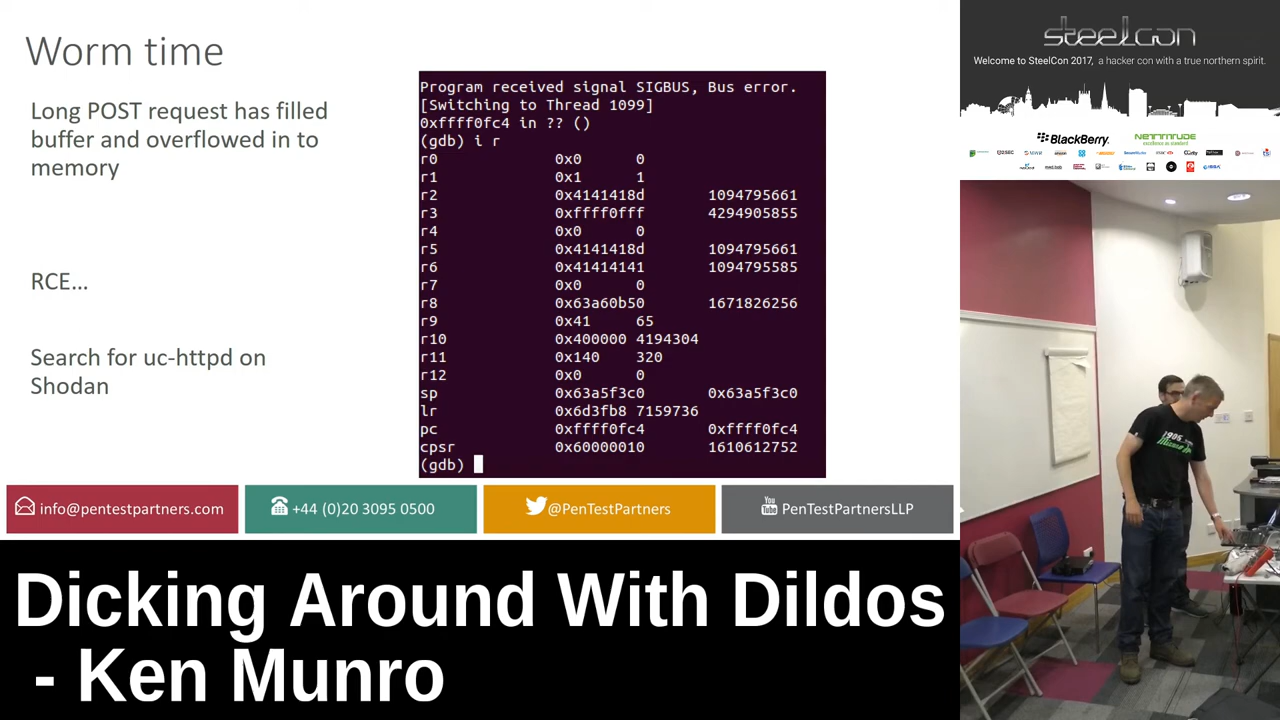 Worm time
Long POST request has filled
buffer and overflowed in to
memory
RCE...
Search for uc-httpd on
Shodan
Program received signal SIGBUS, Bus error.
[Switching to Thread 1099]
0xffff0fc4 in ?? ()
(gdb) i r
r0 0x0 0
r1 0x1 1
r2 0x4141418d 1094795661
r3 0xffff0fff 4294905855
r4 0x0 0
r5 0x4141418d 1094795661
r6 0x41414141 1094795585
r7 0x0 0
r8 0x63a60b50 1671826256
r9 0x41 65
r10 0x400000 4194304
r11 0x140 320
r12 0x0 0
sp 0x63a5f3c0 0x63a5f3c0
lr 0x6d3fb8 7159736
pc 0xffff0fc4 0xffff0fc4
cpsr 0x60000010 1610612752
(gdb)
info@pentestpartners.com
+44 (0)20 3095 0500
@PenTestPartners
You
Tube
PenTestPartnersLLP
steelcon
Welcome to SteelCon 2017, a hacker con with a true northern spirit.
BlackBerry
NETTITUDE
Dicking Around With Dildos
- Ken Munro